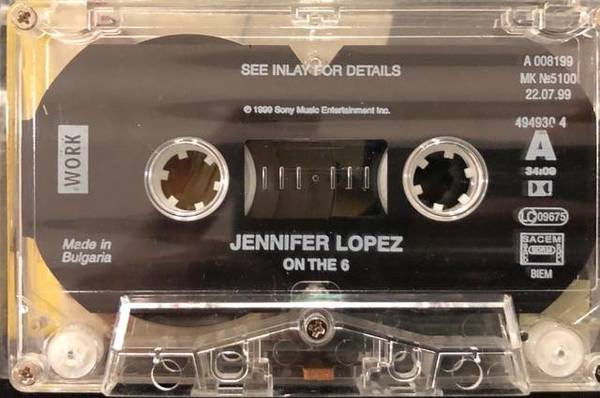 SEE INLAY FOR DETAILS
℗ 1999 Sony Music Entertainment Inc.
A 008199
MK №5100
22.07.99
494930 4
A
34:09
LC 09675
SACEM
BIEM
WORK
Made in
Bulgaria
JENNIFER LOPEZ
ON THE 6